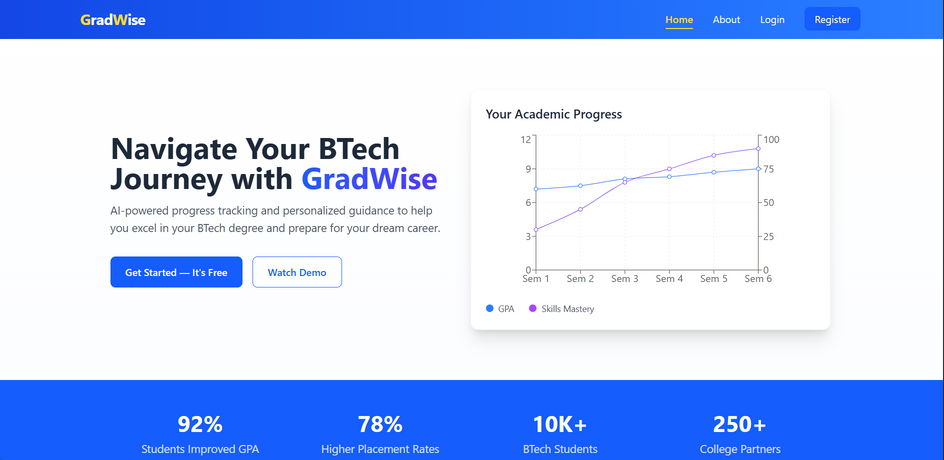 GradWise
Home About Login Register
Navigate Your BTech
Journey with GradWise
AI-powered progress tracking and personalized guidance to help
you excel in your BTech degree and prepare for your dream career.
Get Started — It's Free Watch Demo
Your Academic Progress
12 100
9 75
6 50
3 25
0 0
Sem 1 Sem 2 Sem 3 Sem 4 Sem 5 Sem 6
GPA Skills Mastery
92% 78% 10K+ 250+
Students Improved GPA Higher Placement Rates BTech Students College Partners